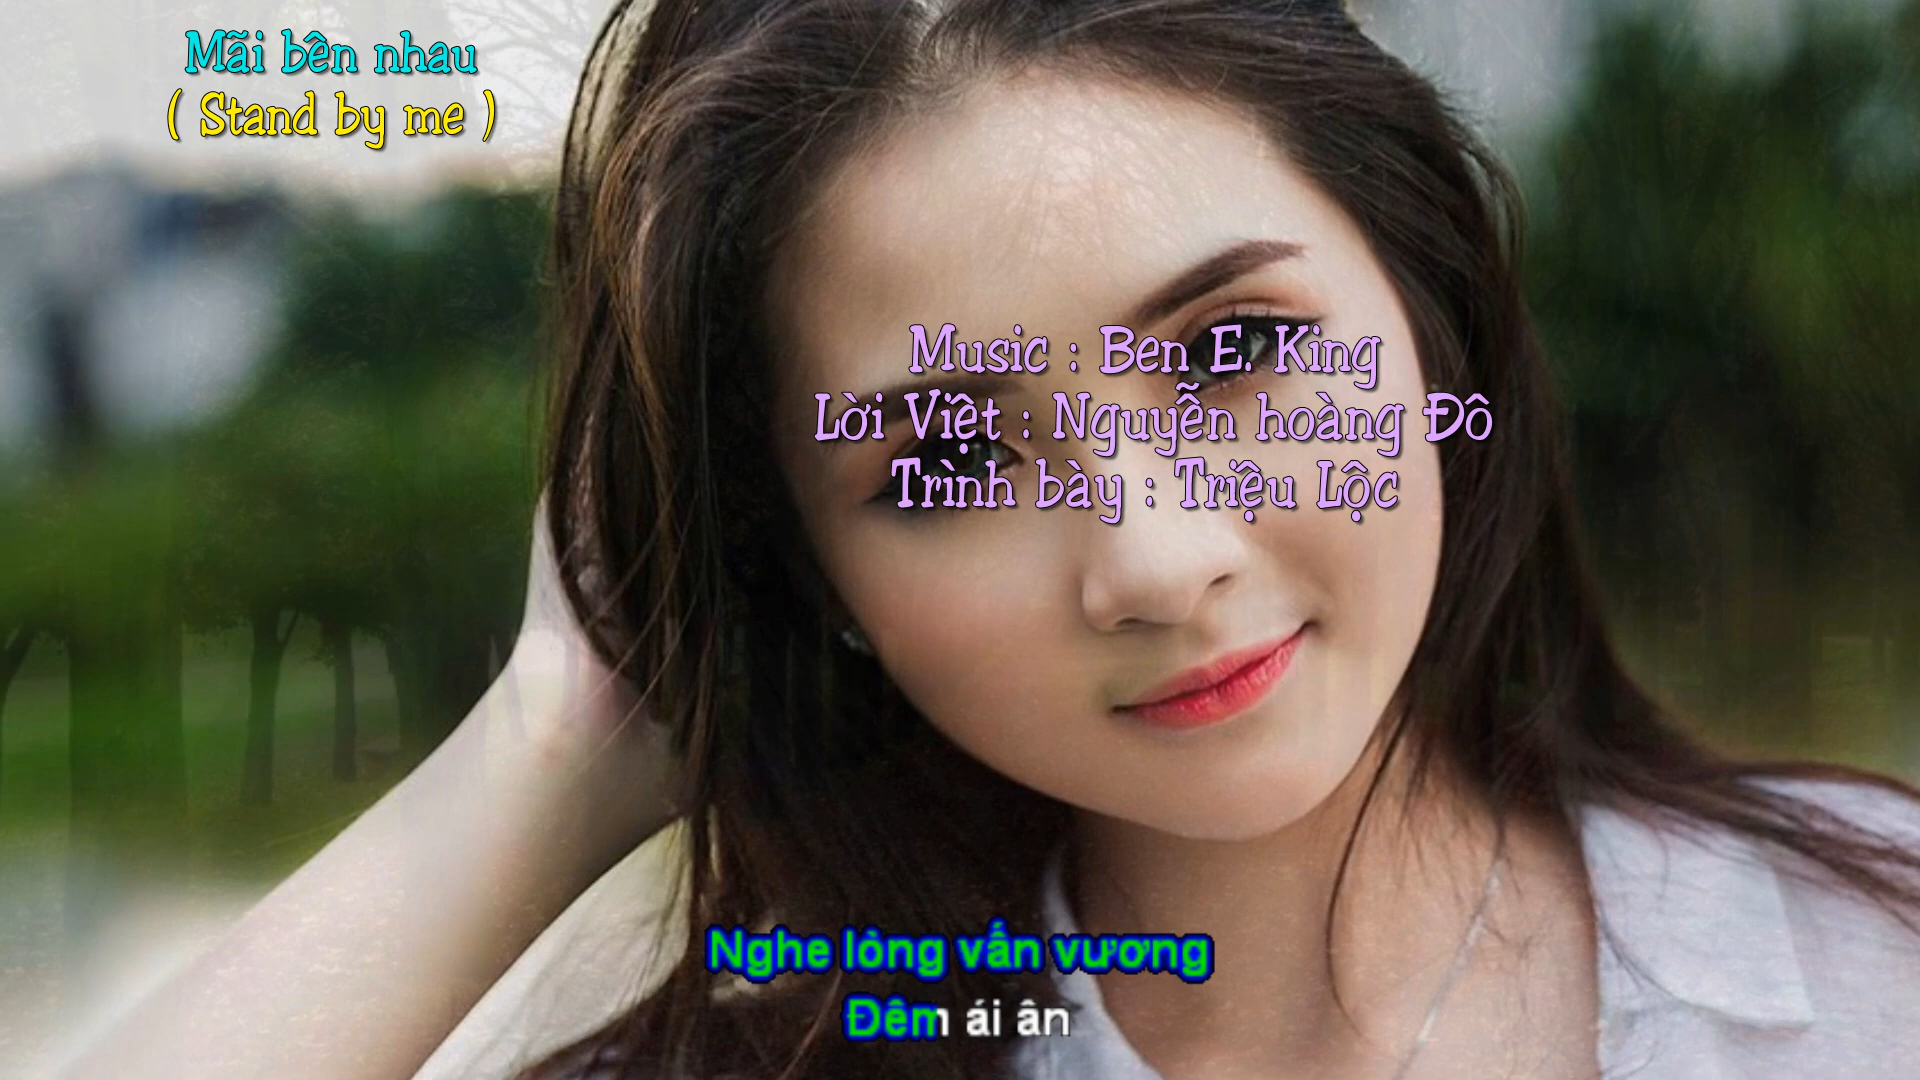 Mãi bên nhau
( Stand by me )
Music : Ben E. King
Lời Việt : Nguyễn hoàng Đô
Trình bày : Triệu Lộc
Nghe lòng vấn vương
Đêm ái ân